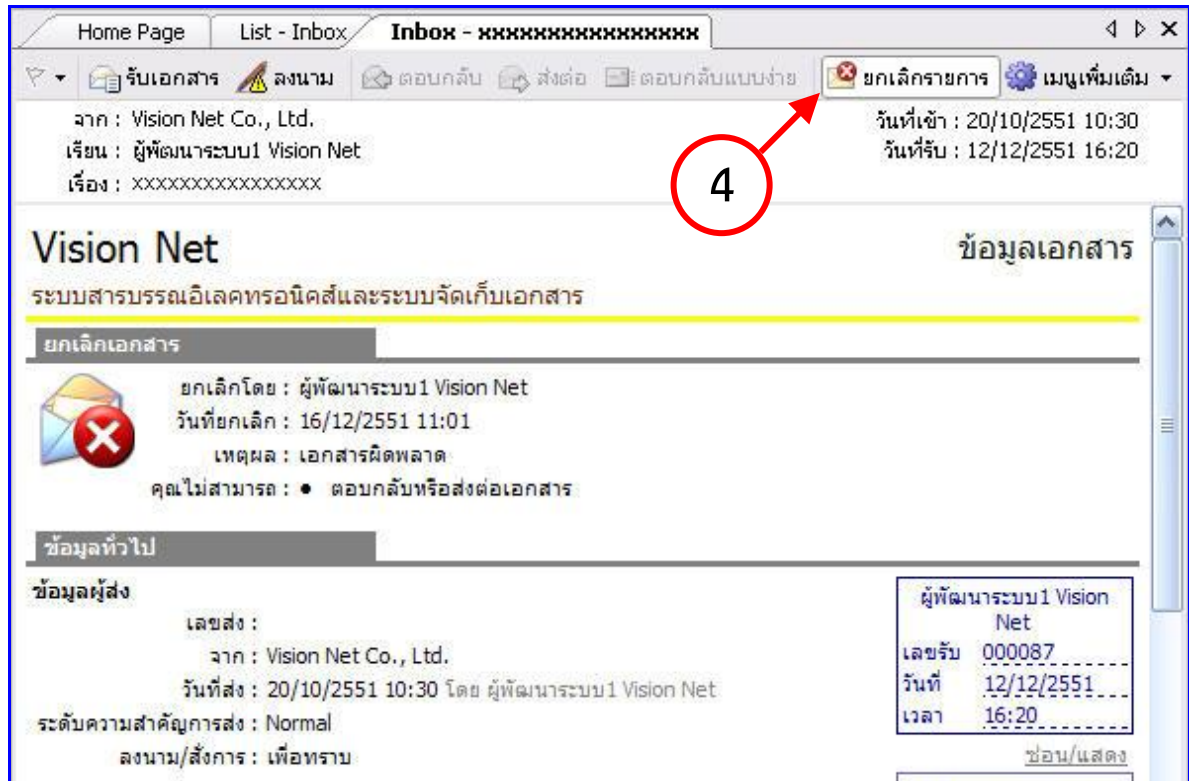 Home Page List - Inbox Inbox - xxxxxxxxxxxxxxxxx
รับเอกสาร ลงนาม ตอบกลับ ส่งต่อ ตอบกลับแบบง่าย ยกเลิกรายการ เมนูเพิ่มเติม
จาก : Vision Net Co., Ltd. วันที่เข้า : 20/10/2551 10:30
เรียน : ผู้พัฒนาระบบ1 Vision Net วันที่รับ : 12/12/2551 16:20
เรื่อง : xxxxxxxxxxxxxxxxx
4
Vision Net ข้อมูลเอกสาร
ระบบสารบรรณอิเลคทรอนิคส์และระบบจัดเก็บเอกสาร
ยกเลิกเอกสาร
ยกเลิกโดย : ผู้พัฒนาระบบ1 Vision Net
วันที่ยกเลิก : 16/12/2551 11:01
เหตุผล : เอกสารผิดพลาด
คุณไม่สามารถ : ● ตอบกลับหรือส่งต่อเอกสาร
ข้อมูลทั่วไป
ข้อมูลผู้ส่ง
เลขส่ง :
จาก : Vision Net Co., Ltd.
วันที่ส่ง : 20/10/2551 10:30 โดย ผู้พัฒนาระบบ1 Vision Net
ระดับความสำคัญการส่ง : Normal
ลงนาม/สั่งการ : เพื่อทราบ
ผู้พัฒนาระบบ1 Vision
Net
เลขรับ 000087
วันที่ 12/12/2551
เวลา 16:20
ซ่อน/แสดง